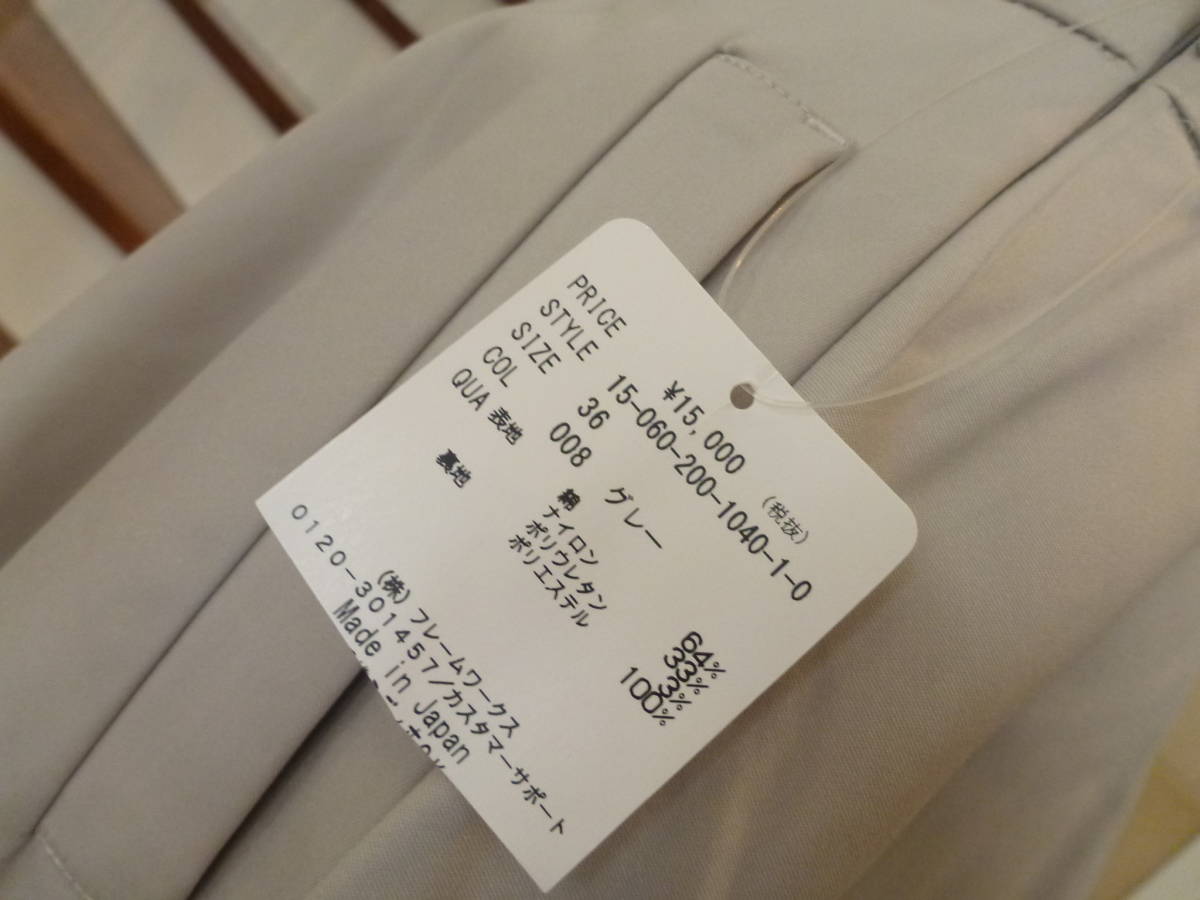 PRICE ¥15,000 (税抜)
STYLE 15-060-200-1040-1-0
SIZE 36
COL 008 グレー
QUA 表地 綿 64%
ナイロン 33%
ポリウレタン 3%
裏地 ポリエステル 100%
(株)フレームワークス
0120-301457/カスタマーサポート
Made in Japan